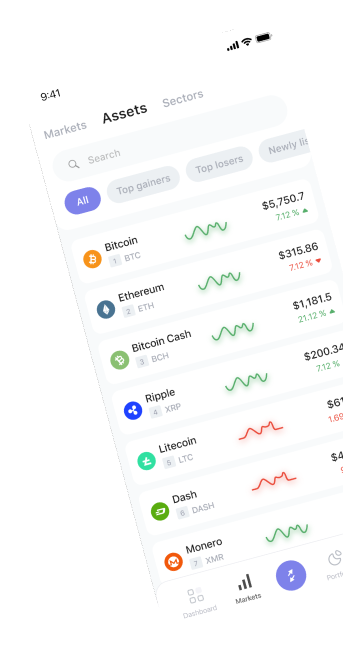 9:41
Markets Assets Sectors
Search
All Top gainers Top losers Newly lis
Bitcoin $5,750.7
1 BTC 7.12 %
Ethereum $315.86
2 ETH 7.12 %
Bitcoin Cash $1,181.5
3 BCH 21.12 %
Ripple $200.34
4 XRP 7.12 %
Litecoin $61
5 LTC 1.69
Dash $4
6 DASH
Monero
7 XMR
Dashboard Markets Portf